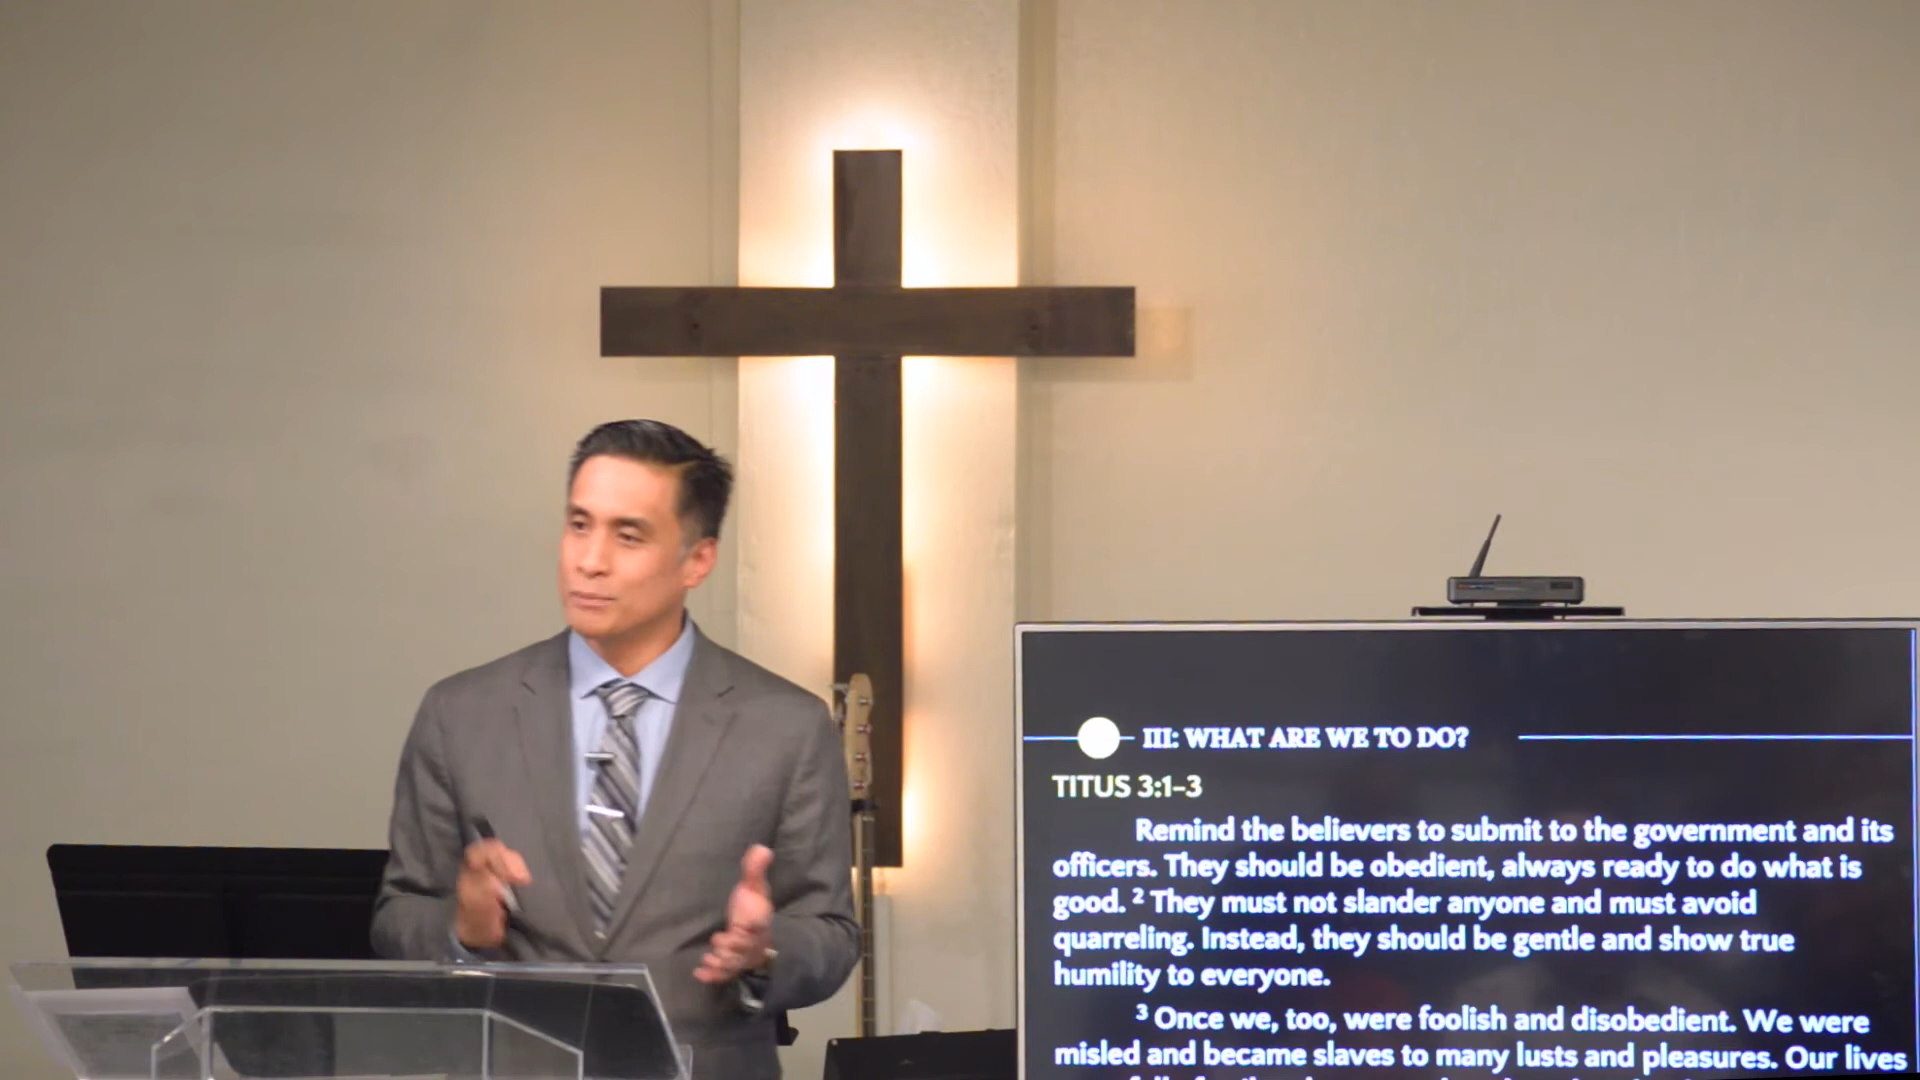 III: WHAT ARE WE TO DO?
TITUS 3:1–3
Remind the believers to submit to the government and its
officers. They should be obedient, always ready to do what is
good. ² They must not slander anyone and must avoid
quarreling. Instead, they should be gentle and show true
humility to everyone.
³ Once we, too, were foolish and disobedient. We were
misled and became slaves to many lusts and pleasures. Our lives